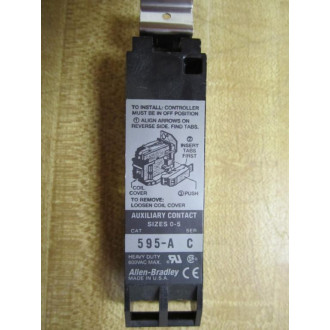 TO INSTALL: CONTROLLER
MUST BE IN OFF POSITION
① ALIGN ARROWS ON
REVERSE SIDE, FIND TABS.
② INSERT
TABS
FIRST
COIL
COVER
③ PUSH
TO REMOVE:
LOOSEN COIL COVER
AUXILIARY CONTACT
SIZES 0-5
CAT SER
595-A C
HEAVY DUTY
600VAC MAX.
Allen-Bradley
MADE IN U.S.A.